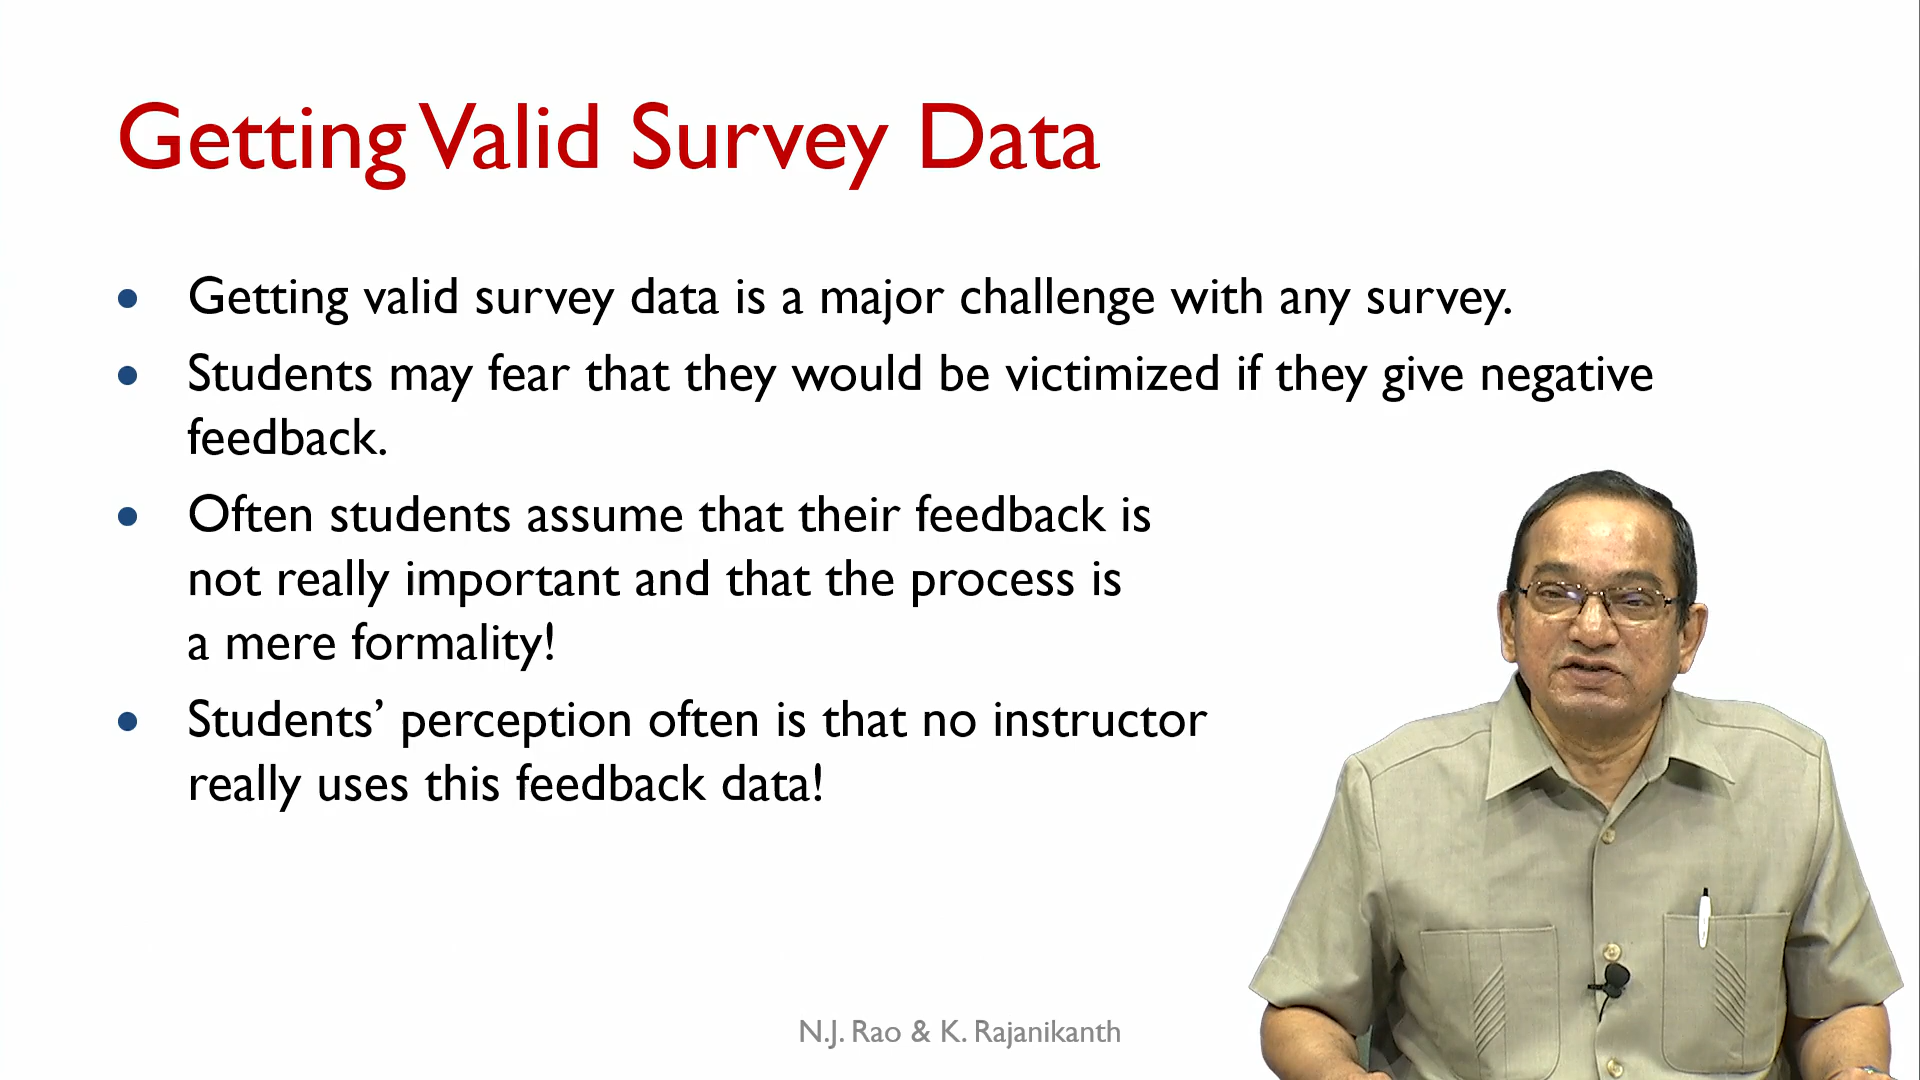 Getting Valid Survey Data
• Getting valid survey data is a major challenge with any survey.
• Students may fear that they would be victimized if they give negative
feedback.
• Often students assume that their feedback is
not really important and that the process is
a mere formality!
• Students’ perception often is that no instructor
really uses this feedback data!
N.J. Rao & K. Rajanikanth